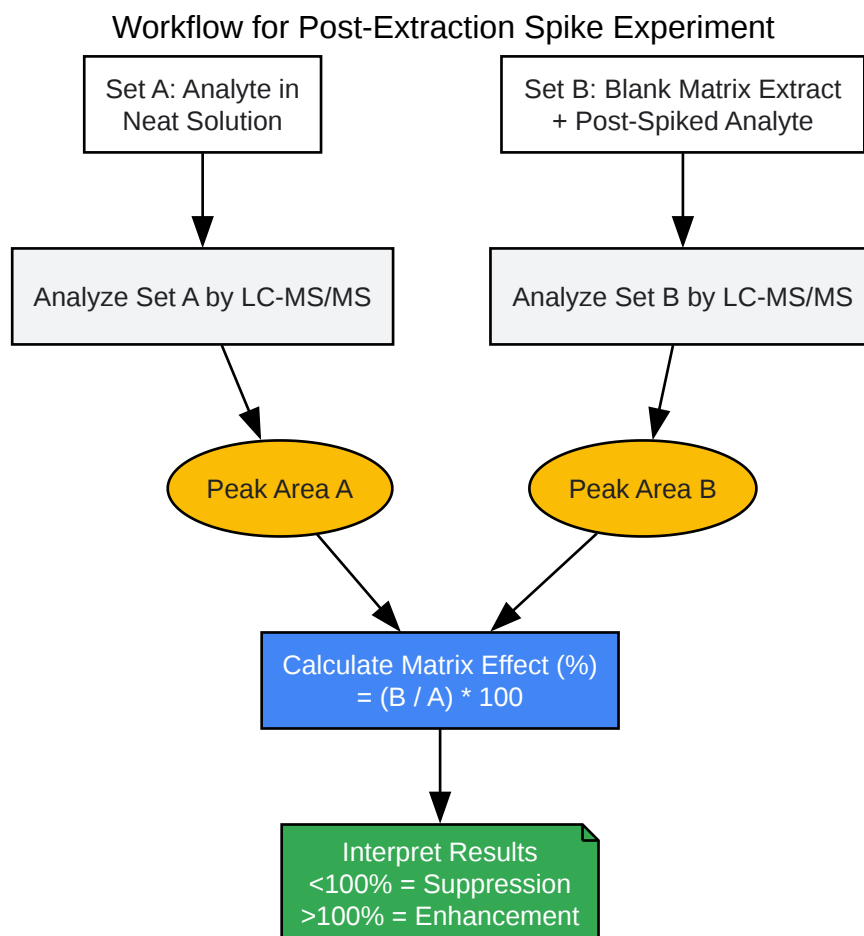 Workflow for Post-Extraction Spike Experiment
Set A: Analyte in
Neat Solution
Set B: Blank Matrix Extract
+ Post-Spiked Analyte
Analyze Set A by LC-MS/MS
Analyze Set B by LC-MS/MS
Peak Area A
Peak Area B
Calculate Matrix Effect (%)
= (B / A) * 100
Interpret Results
<100% = Suppression
>100% = Enhancement